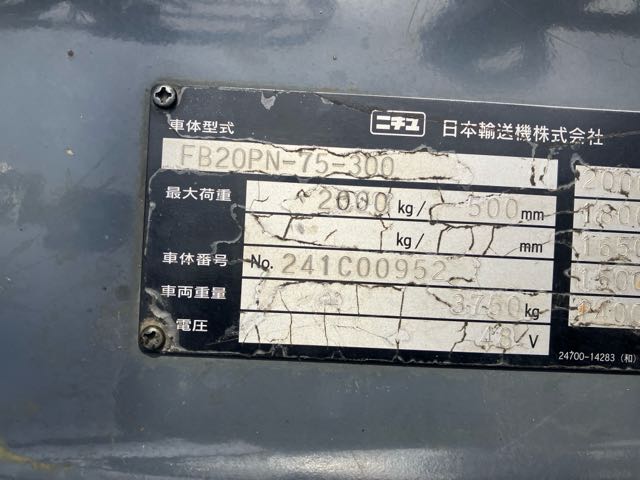 ニチユ 日本輸送機株式会社
車体型式
FB20PN-75-300
最大荷重 2000 kg/ 500 mm
kg/ mm
車体番号 No. 241C00952
車両重量 3760 kg
電圧 48 V
24700-14283 (和)